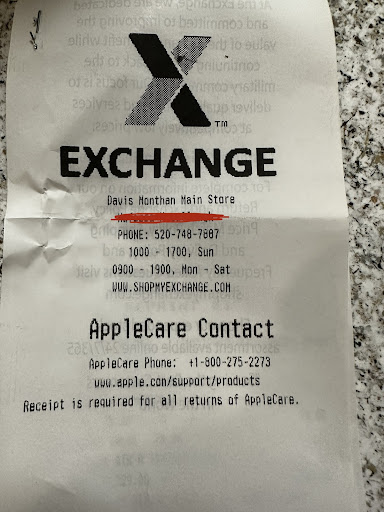 X
TM
EXCHANGE
Davis Monthan Main Store
PHONE: 520-748-7887
1000 - 1700, Sun
0900 - 1900, Mon - Sat
WWW.SHOPMYEXCHANGE.COM
AppleCare Contact
AppleCare Phone: +1-800-275-2273
www.apple.com/support/products
Receipt is required for all returns of AppleCare.